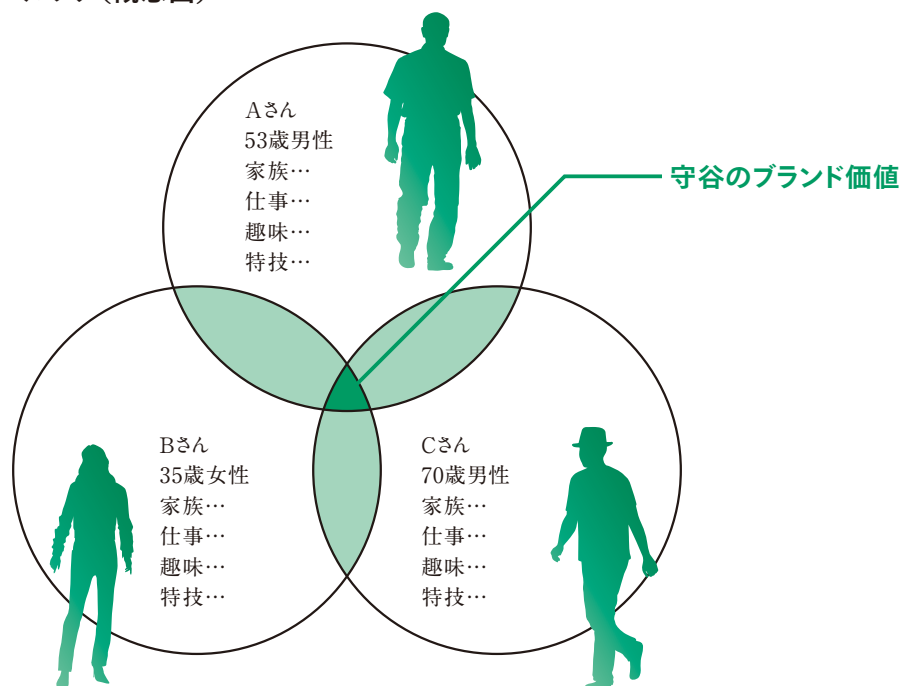 Aさん
53歳男性
家族…
仕事…
趣味…
特技…
守谷のブランド価値
Bさん
35歳女性
家族…
仕事…
趣味…
特技…
Cさん
70歳男性
家族…
仕事…
趣味…
特技…